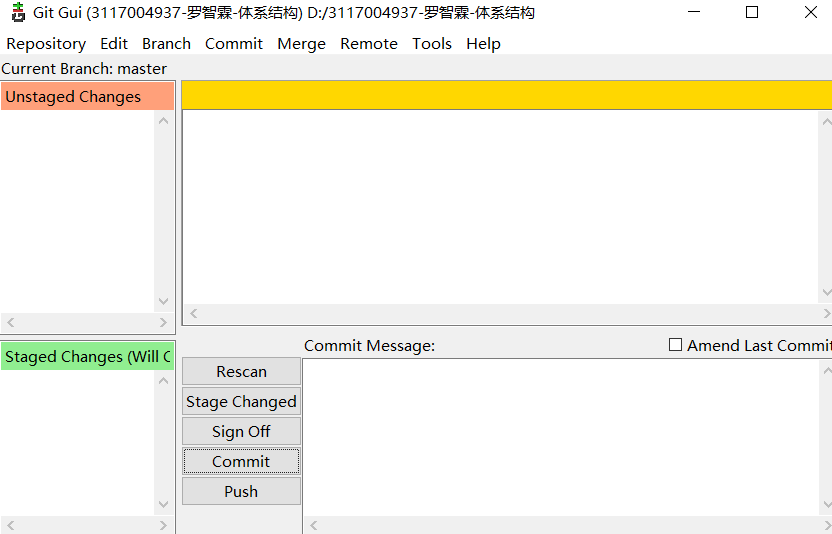 Git Gui (3117004937-罗智霖-体系结构) D:/3117004937-罗智霖-体系结构
Repository Edit Branch Commit Merge Remote Tools Help
Current Branch: master
Unstaged Changes
Staged Changes (Will C
Commit Message:
Amend Last Commit
Rescan
Stage Changed
Sign Off
Commit
Push